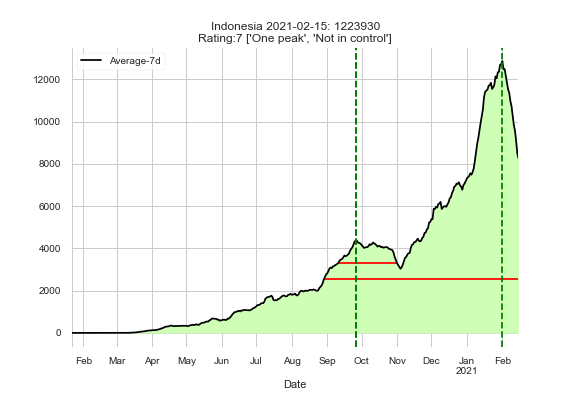 Indonesia 2021-02-15: 1223930
Rating:7 ['One peak', 'Not in control']
Average-7d
12000
10000
8000
6000
4000
2000
0
Feb Mar Apr May Jun Jul Aug Sep Oct Nov Dec Jan Feb
2021
Date